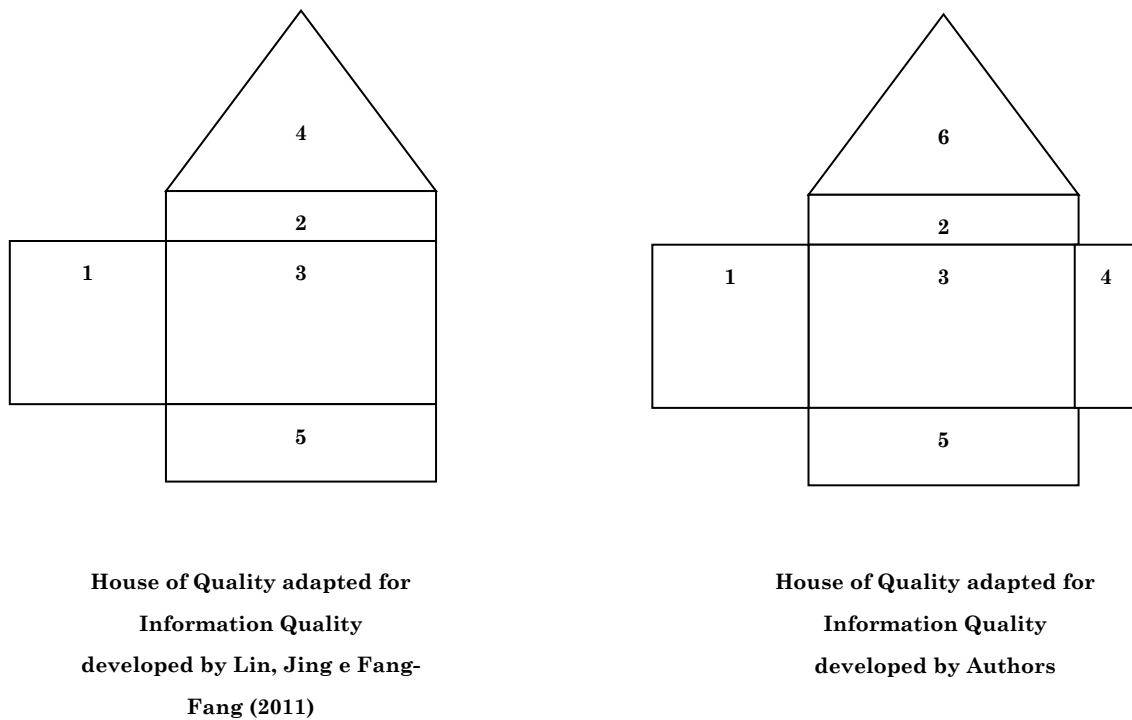 4
2
1
3
5
House of Quality adapted for
Information Quality
developed by Lin, Jing e Fang-
Fang (2011)
6
2
1
3
4
5
House of Quality adapted for
Information Quality
developed by Authors